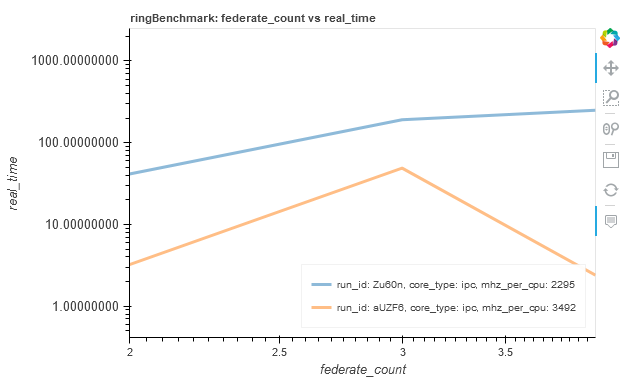 ringBenchmark: federate_count vs real_time
1000.00000000
100.00000000
10.00000000
1.00000000
real_time
run_id: Zu60n, core_type: ipc, mhz_per_cpu: 2295
run_id: aUZF6, core_type: ipc, mhz_per_cpu: 3492
2
2.5
3
3.5
federate_count